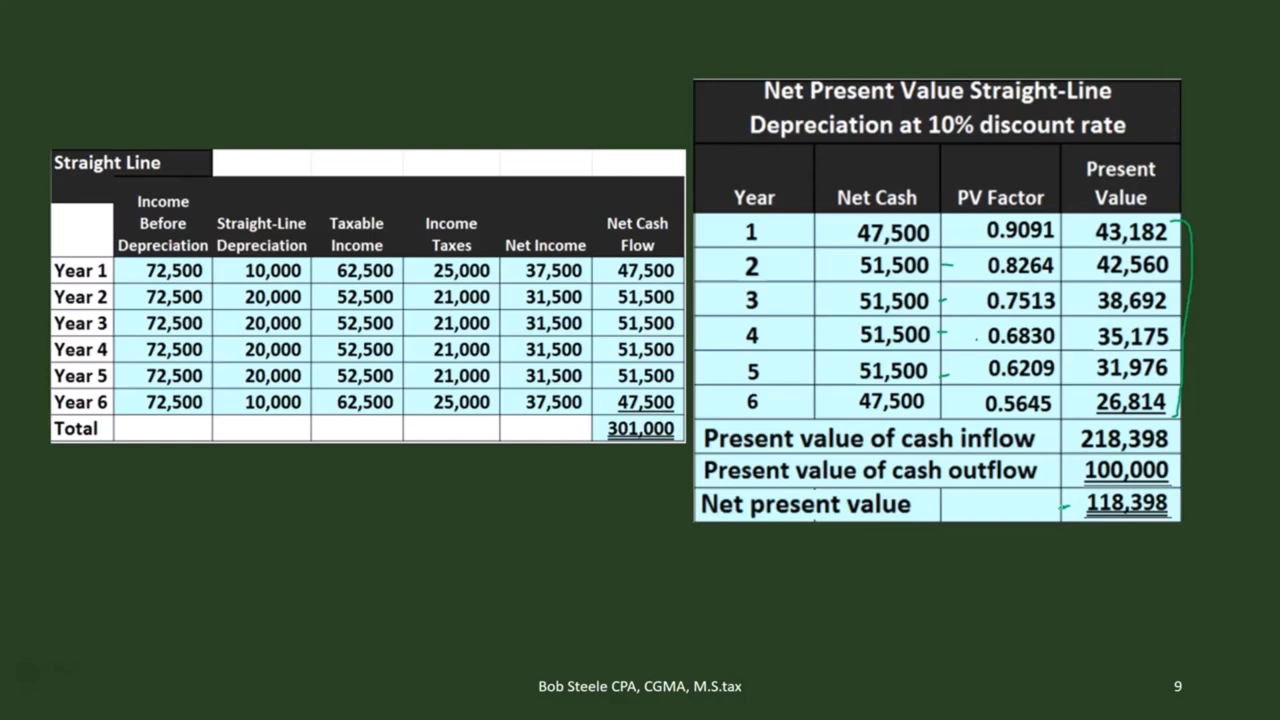 Straight Line
Income Before Depreciation Straight-Line Depreciation Taxable Income Income Taxes Net Income Net Cash Flow
Year 1 72,500 10,000 62,500 25,000 37,500 47,500
Year 2 72,500 20,000 52,500 21,000 31,500 51,500
Year 3 72,500 20,000 52,500 21,000 31,500 51,500
Year 4 72,500 20,000 52,500 21,000 31,500 51,500
Year 5 72,500 20,000 52,500 21,000 31,500 51,500
Year 6 72,500 10,000 62,500 25,000 37,500 47,500
Total 301,000
Net Present Value Straight-Line
Depreciation at 10% discount rate
Year Net Cash PV Factor Present Value
1 47,500 0.9091 43,182
2 51,500 0.8264 42,560
3 51,500 0.7513 38,692
4 51,500 0.6830 35,175
5 51,500 0.6209 31,976
6 47,500 0.5645 26,814
Present value of cash inflow 218,398
Present value of cash outflow 100,000
Net present value 118,398
Bob Steele CPA, CGMA, M.S.tax
9